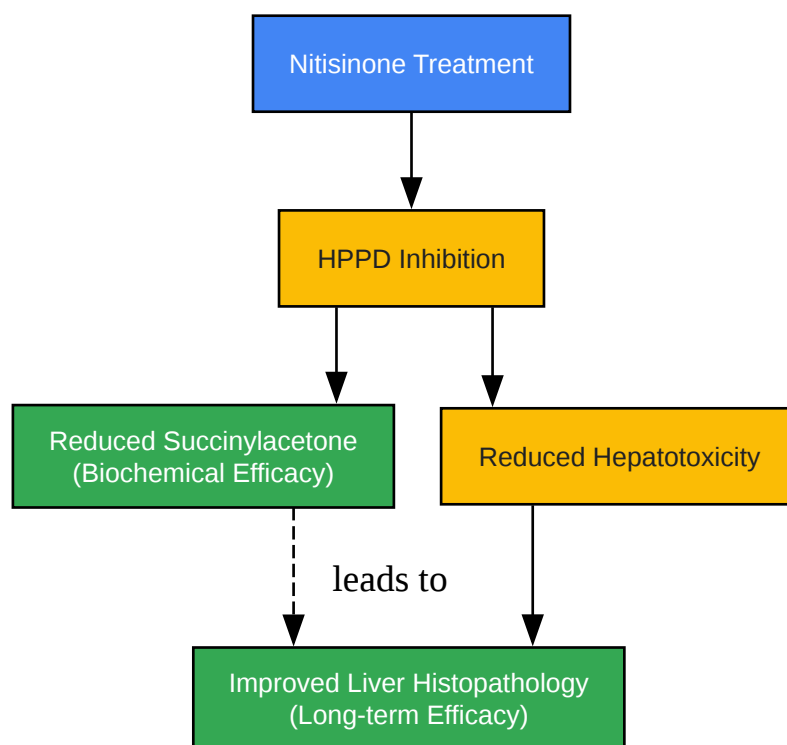 Nitisinone Treatment
HPPD Inhibition
Reduced Succinylacetone
(Biochemical Efficacy)
Reduced Hepatotoxicity
leads to
Improved Liver Histopathology
(Long-term Efficacy)